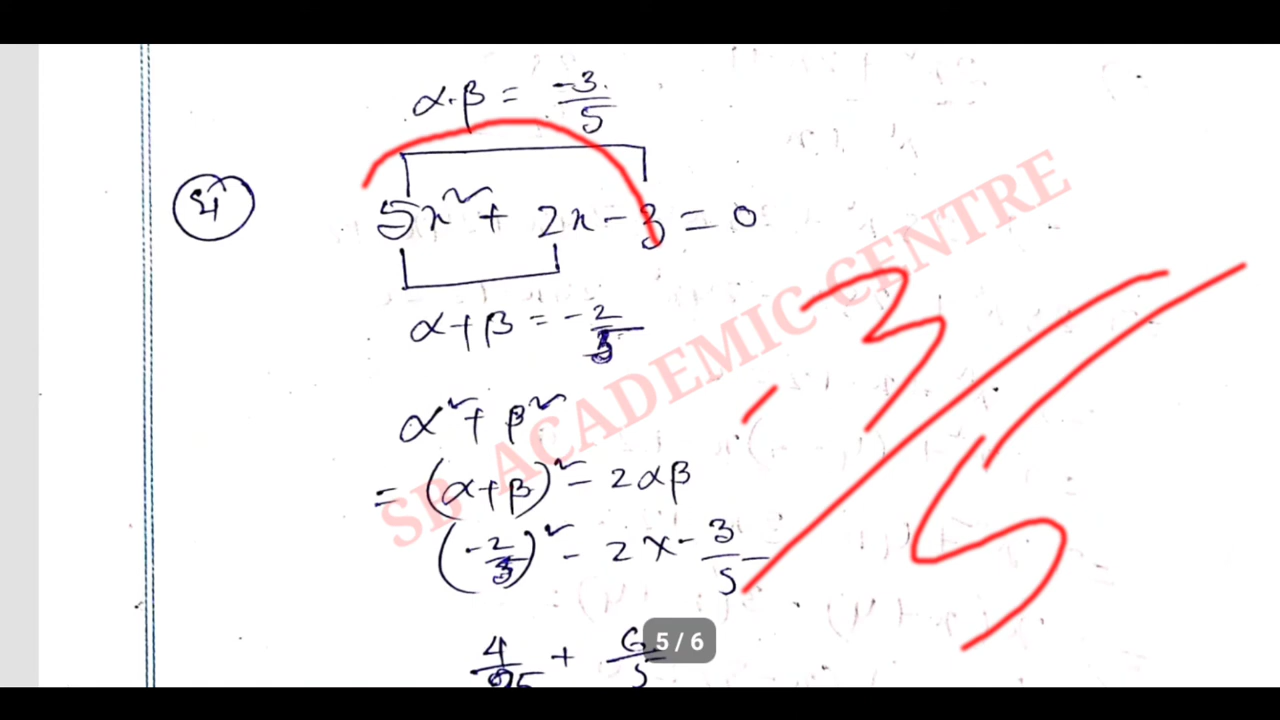 α.β = -3/5
5x² + 2x - 3 = 0
α+β = -2/5
α² + β²
= (α+β)² - 2αβ
(-2/5)² - 2 x - 3/5
4/25 + 6/5
- 3/5
SB ACADEMIC CENTRE
5 / 6